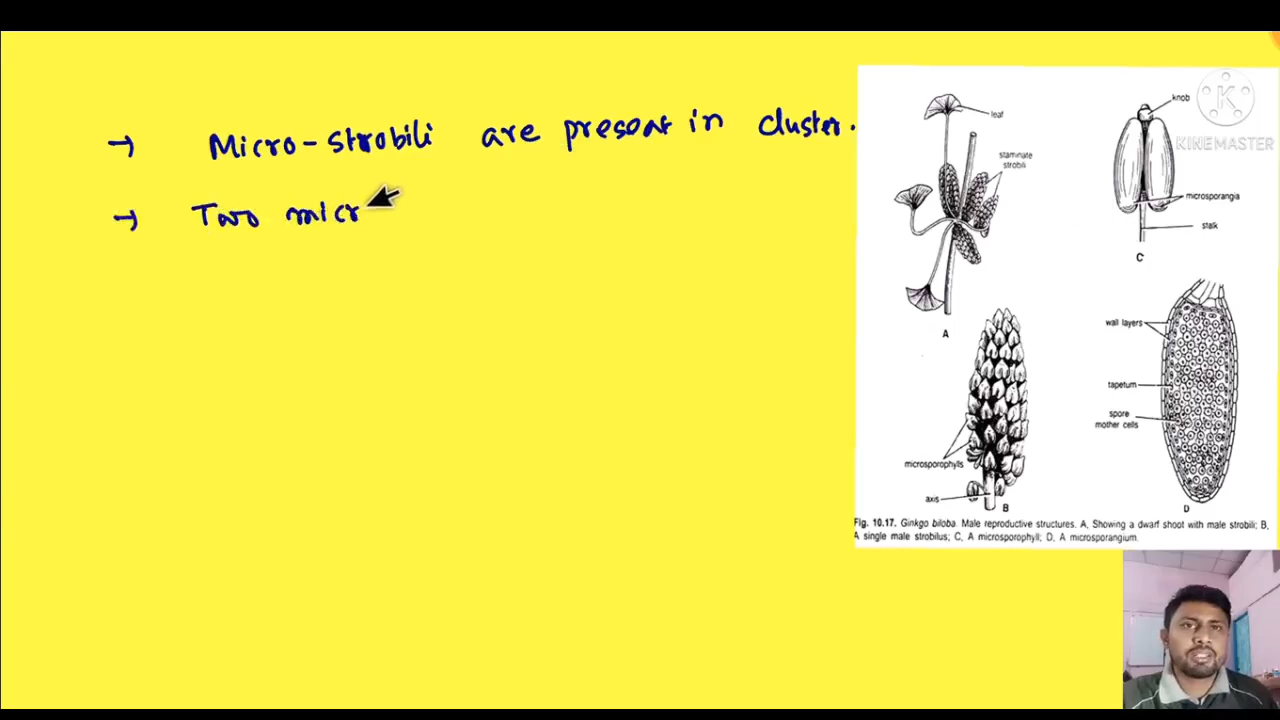 → Micro-strobili are present in cluster.
→ Two micr
leaf
staminate
strobili
A
knob
KINEMASTER
microsporangia
stalk
C
microsporophylls
axis
B
wall layers
tapetum
spore
mother cells
D
Fig. 10.17. Ginkgo biloba. Male reproductive structures. A, Showing a dwarf shoot with male strobili; B,
A single male strobilus; C, A microsporophyll; D, A microsporangium.